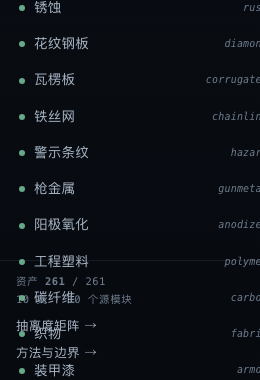 锈蚀 rus
花纹钢板 diamon
瓦楞板 corrugate
铁丝网 chainlin
警示条纹 hazar
枪金属 gunmeta
阳极氧化 anodize
工程塑料 polyme
资产 261 / 261
碳纤维 carbo
个源模块
抽离度矩阵 →
织物 fabri
方法与边界 →
装甲漆 armo